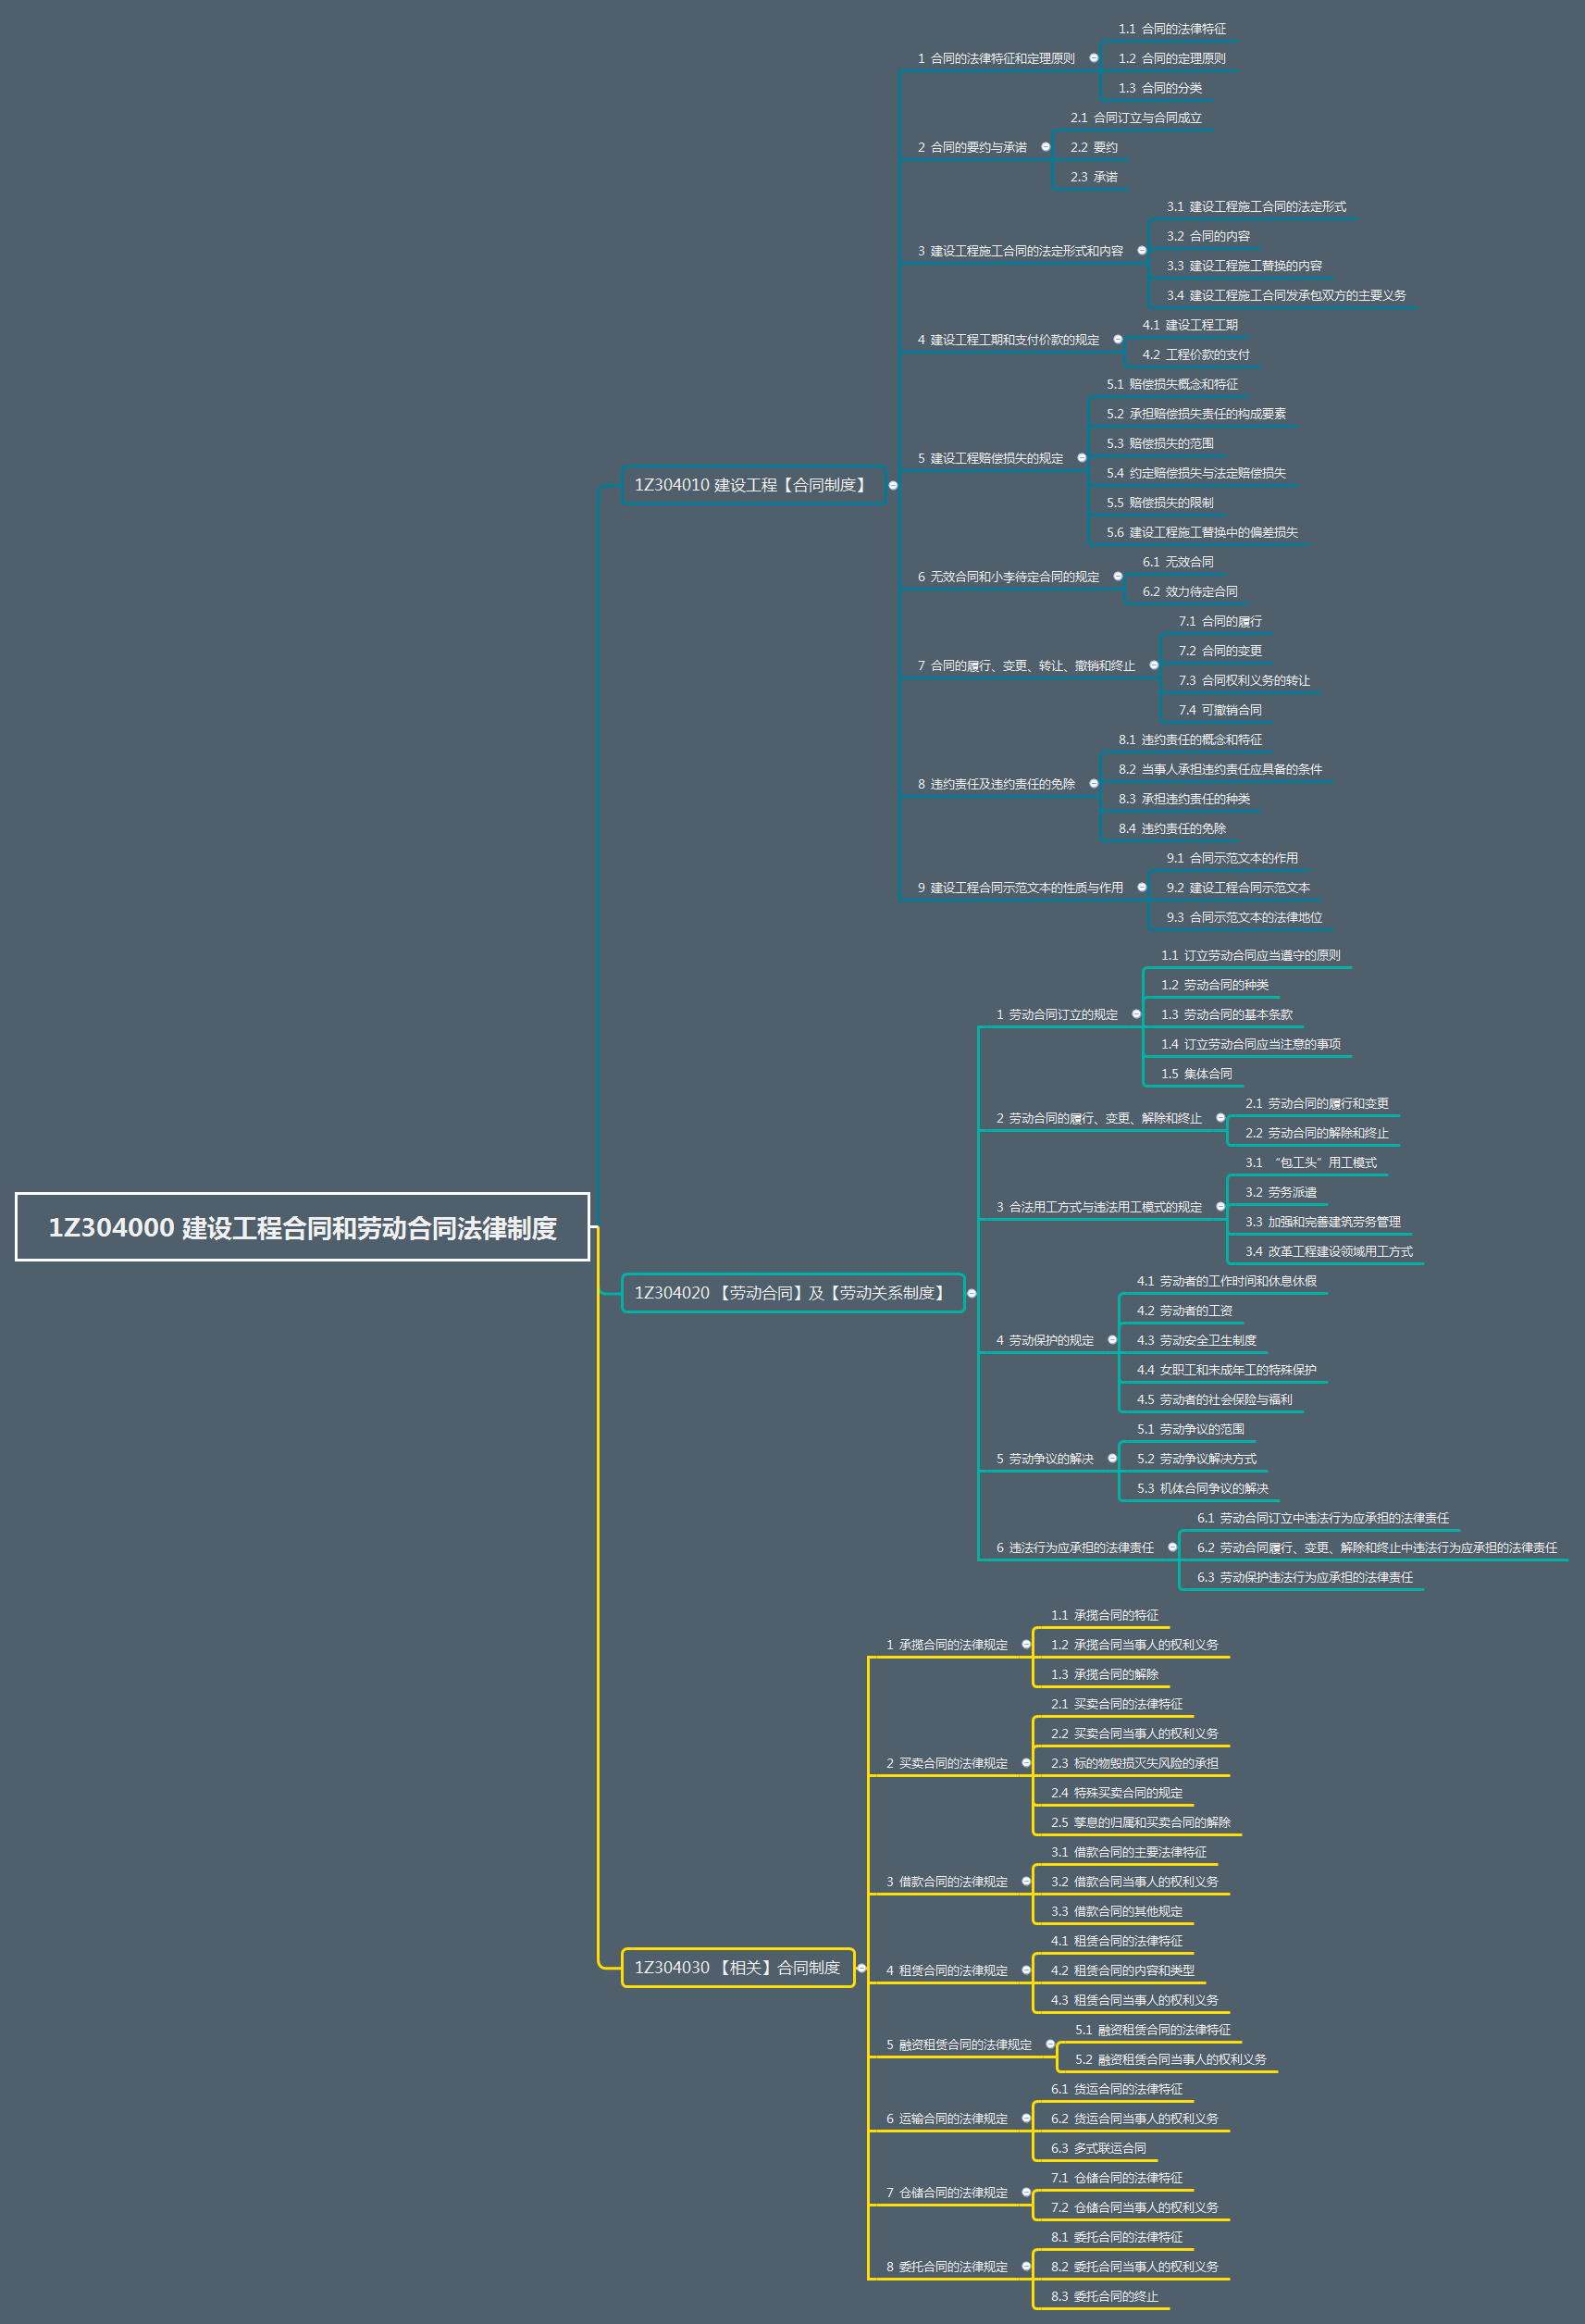 1Z304000 建设工程合同和劳动合同法律制度
1Z304010 建设工程【合同制度】
1 合同的法律特征和定理原则
1.1 合同的法律特征
1.2 合同的定理原则
1.3 合同的分类
2 合同的要约与承诺
2.1 合同订立与合同成立
2.2 要约
2.3 承诺
3 建设工程施工合同的法定形式和内容
3.1 建设工程施工合同的法定形式
3.2 合同的内容
3.3 建设工程施工替换的内容
3.4 建设工程施工合同发承包双方的主要义务
4 建设工程工期和支付价款的规定
4.1 建设工程工期
4.2 工程价款的支付
5 建设工程赔偿损失的规定
5.1 赔偿损失概念和特征
5.2 承担赔偿损失责任的构成要素
5.3 赔偿损失的范围
5.4 约定赔偿损失与法定赔偿损失
5.5 赔偿损失的限制
5.6 建设工程施工替换中的偏差损失
6 无效合同和小李待定合同的规定
6.1 无效合同
6.2 效力待定合同
7 合同的履行、变更、转让、撤销和终止
7.1 合同的履行
7.2 合同的变更
7.3 合同权利义务的转让
7.4 可撤销合同
8 违约责任及违约责任的免除
8.1 违约责任的概念和特征
8.2 当事人承担违约责任应具备的条件
8.3 承担违约责任的种类
8.4 违约责任的免除
9 建设工程合同示范文本的性质与作用
9.1 合同示范文本的作用
9.2 建设工程合同示范文本
9.3 合同示范文本的法律地位
1Z304020 【劳动合同】及【劳动关系制度】
1 劳动合同订立的规定
1.1 订立劳动合同应当遵守的原则
1.2 劳动合同的种类
1.3 劳动合同的基本条款
1.4 订立劳动合同应当注意的事项
1.5 集体合同
2 劳动合同的履行、变更、解除和终止
2.1 劳动合同的履行和变更
2.2 劳动合同的解除和终止
3 合法用工方式与违法用工模式的规定
3.1 “包工头”用工模式
3.2 劳务派遣
3.3 加强和完善建筑劳务管理
3.4 改革工程建设领域用工方式
4 劳动保护的规定
4.1 劳动者的工作时间和休息休假
4.2 劳动者的工资
4.3 劳动安全卫生制度
4.4 女职工和未成年工的特殊保护
4.5 劳动者的社会保险与福利
5 劳动争议的解决
5.1 劳动争议的范围
5.2 劳动争议解决方式
5.3 机体合同争议的解决
6 违法行为应承担的法律责任
6.1 劳动合同订立中违法行为应承担的法律责任
6.2 劳动合同履行、变更、解除和终止中违法行为应承担的法律责任
6.3 劳动保护违法行为应承担的法律责任
1Z304030 【相关】合同制度
1 承揽合同的法律规定
1.1 承揽合同的特征
1.2 承揽合同当事人的权利义务
1.3 承揽合同的解除
2 买卖合同的法律规定
2.1 买卖合同的法律特征
2.2 买卖合同当事人的权利义务
2.3 标的物毁损灭失风险的承担
2.4 特殊买卖合同的规定
2.5 孳息的归属和买卖合同的解除
3 借款合同的法律规定
3.1 借款合同的主要法律特征
3.2 借款合同当事人的权利义务
3.3 借款合同的其他规定
4 租赁合同的法律规定
4.1 租赁合同的法律特征
4.2 租赁合同的内容和类型
4.3 租赁合同当事人的权利义务
5 融资租赁合同的法律规定
5.1 融资租赁合同的法律特征
5.2 融资租赁合同当事人的权利义务
6 运输合同的法律规定
6.1 货运合同的法律特征
6.2 货运合同当事人的权利义务
6.3 多式联运合同
7 仓储合同的法律规定
7.1 仓储合同的法律特征
7.2 仓储合同当事人的权利义务
8 委托合同的法律规定
8.1 委托合同的法律特征
8.2 委托合同当事人的权利义务
8.3 委托合同的终止